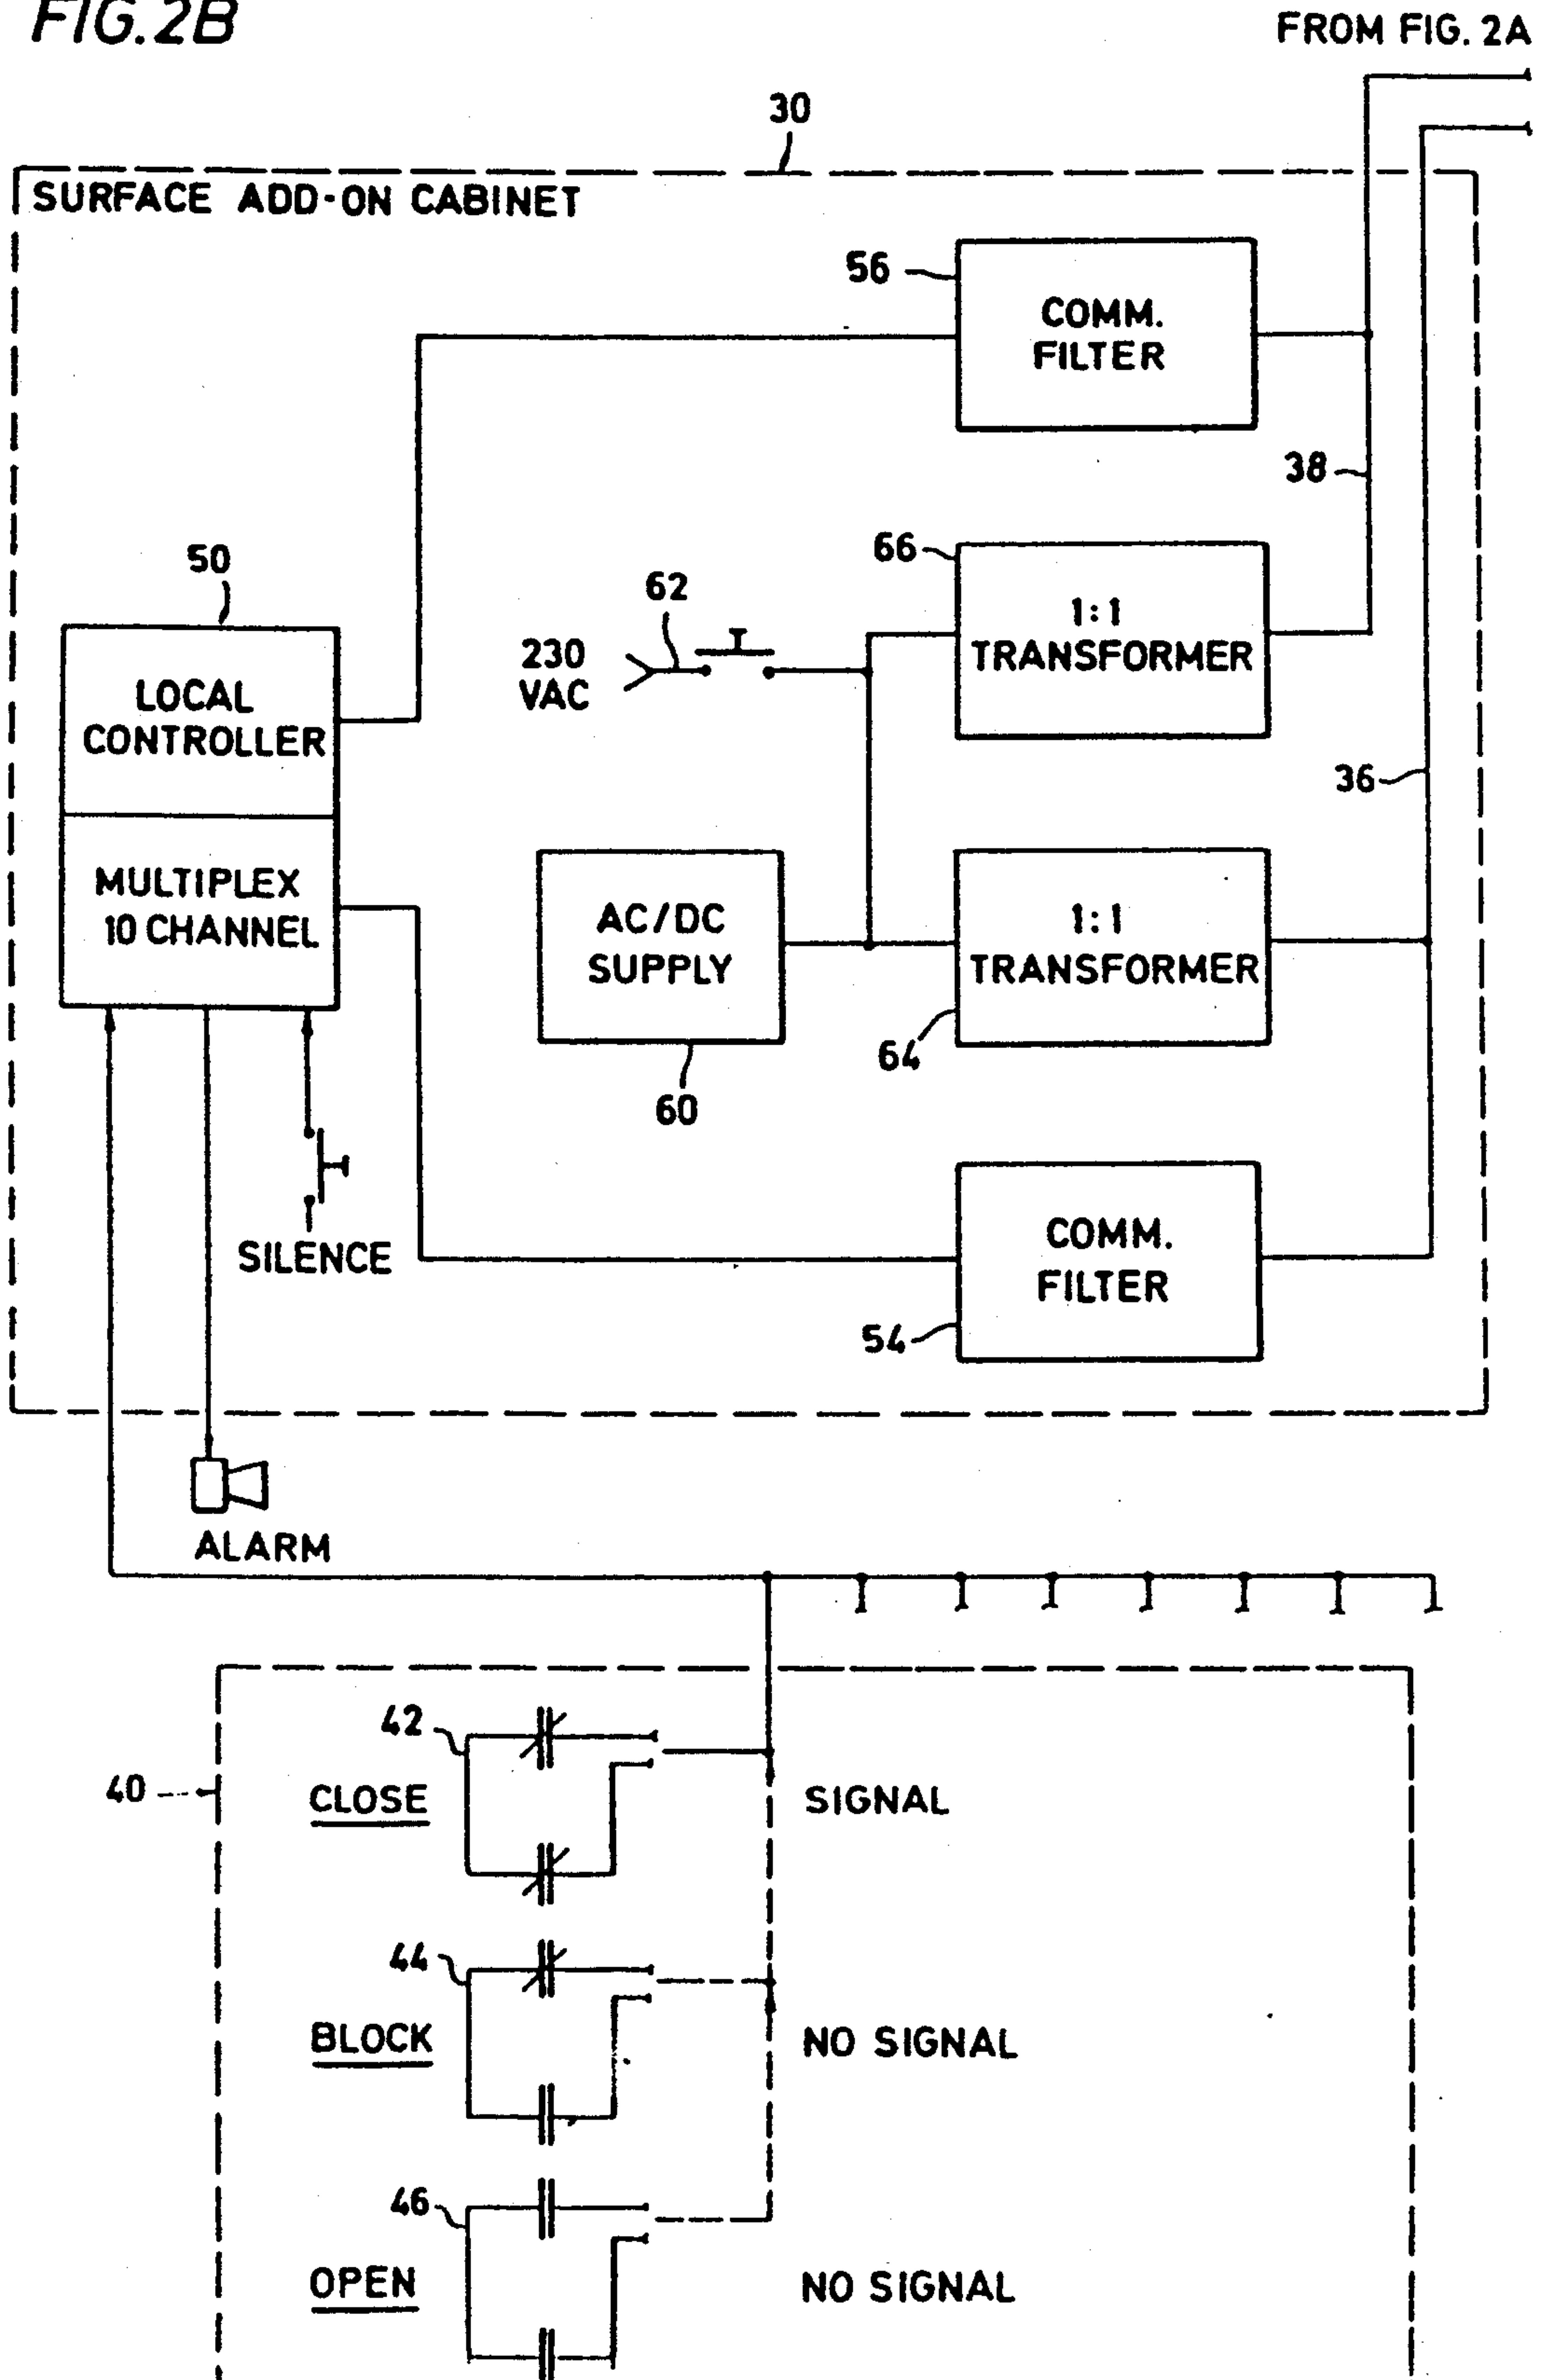 FIG. 2B
FROM FIG. 2A
30
SURFACE ADD-ON CABINET
56
COMM.
FILTER
38
50
66
62
1:1
TRANSFORMER
230
VAC
LOCAL
CONTROLLER
36
MULTIPLEX
10 CHANNEL
AC/DC
SUPPLY
1:1
TRANSFORMER
64
60
SILENCE
COMM.
FILTER
54
ALARM
42
40
CLOSE
SIGNAL
44
BLOCK
NO SIGNAL
46
OPEN
NO SIGNAL